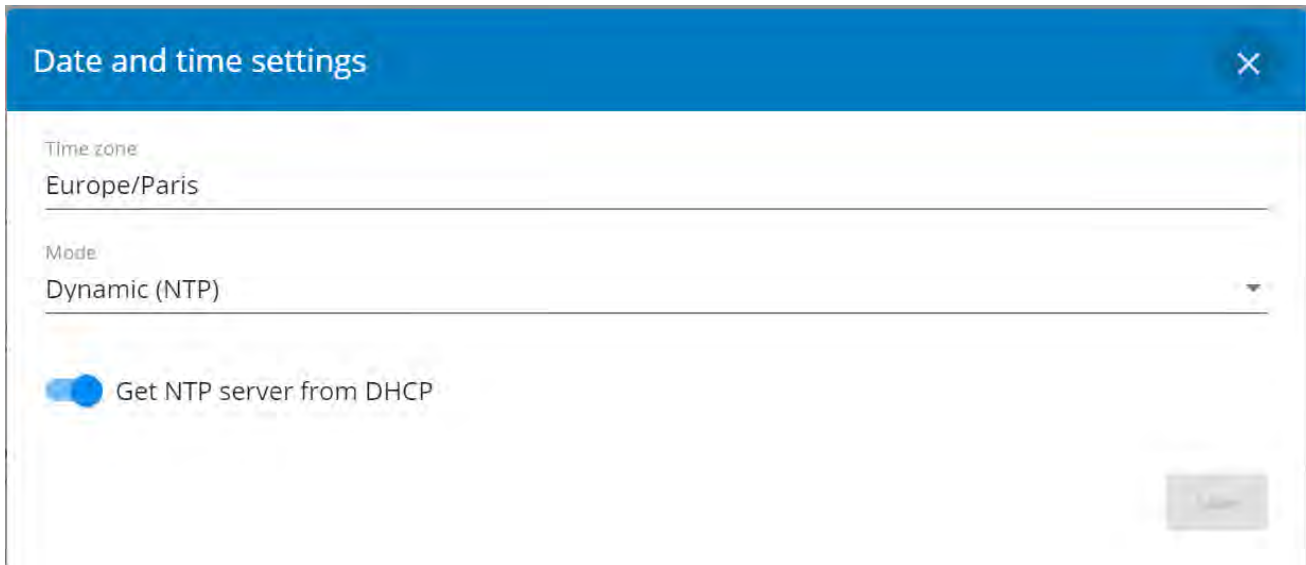 Date and time settings
Time zone
Europe/Paris
Mode
Dynamic (NTP)
Get NTP server from DHCP